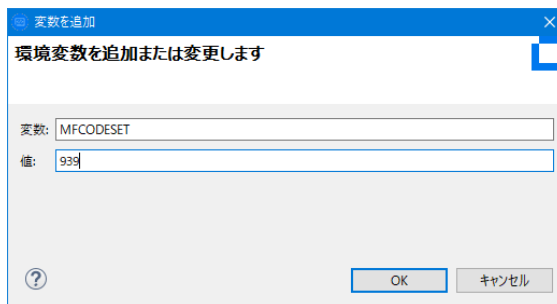 変数を追加
環境変数を追加または変更します
変数: MFCODESET
値: 939
?
OK キャンセル